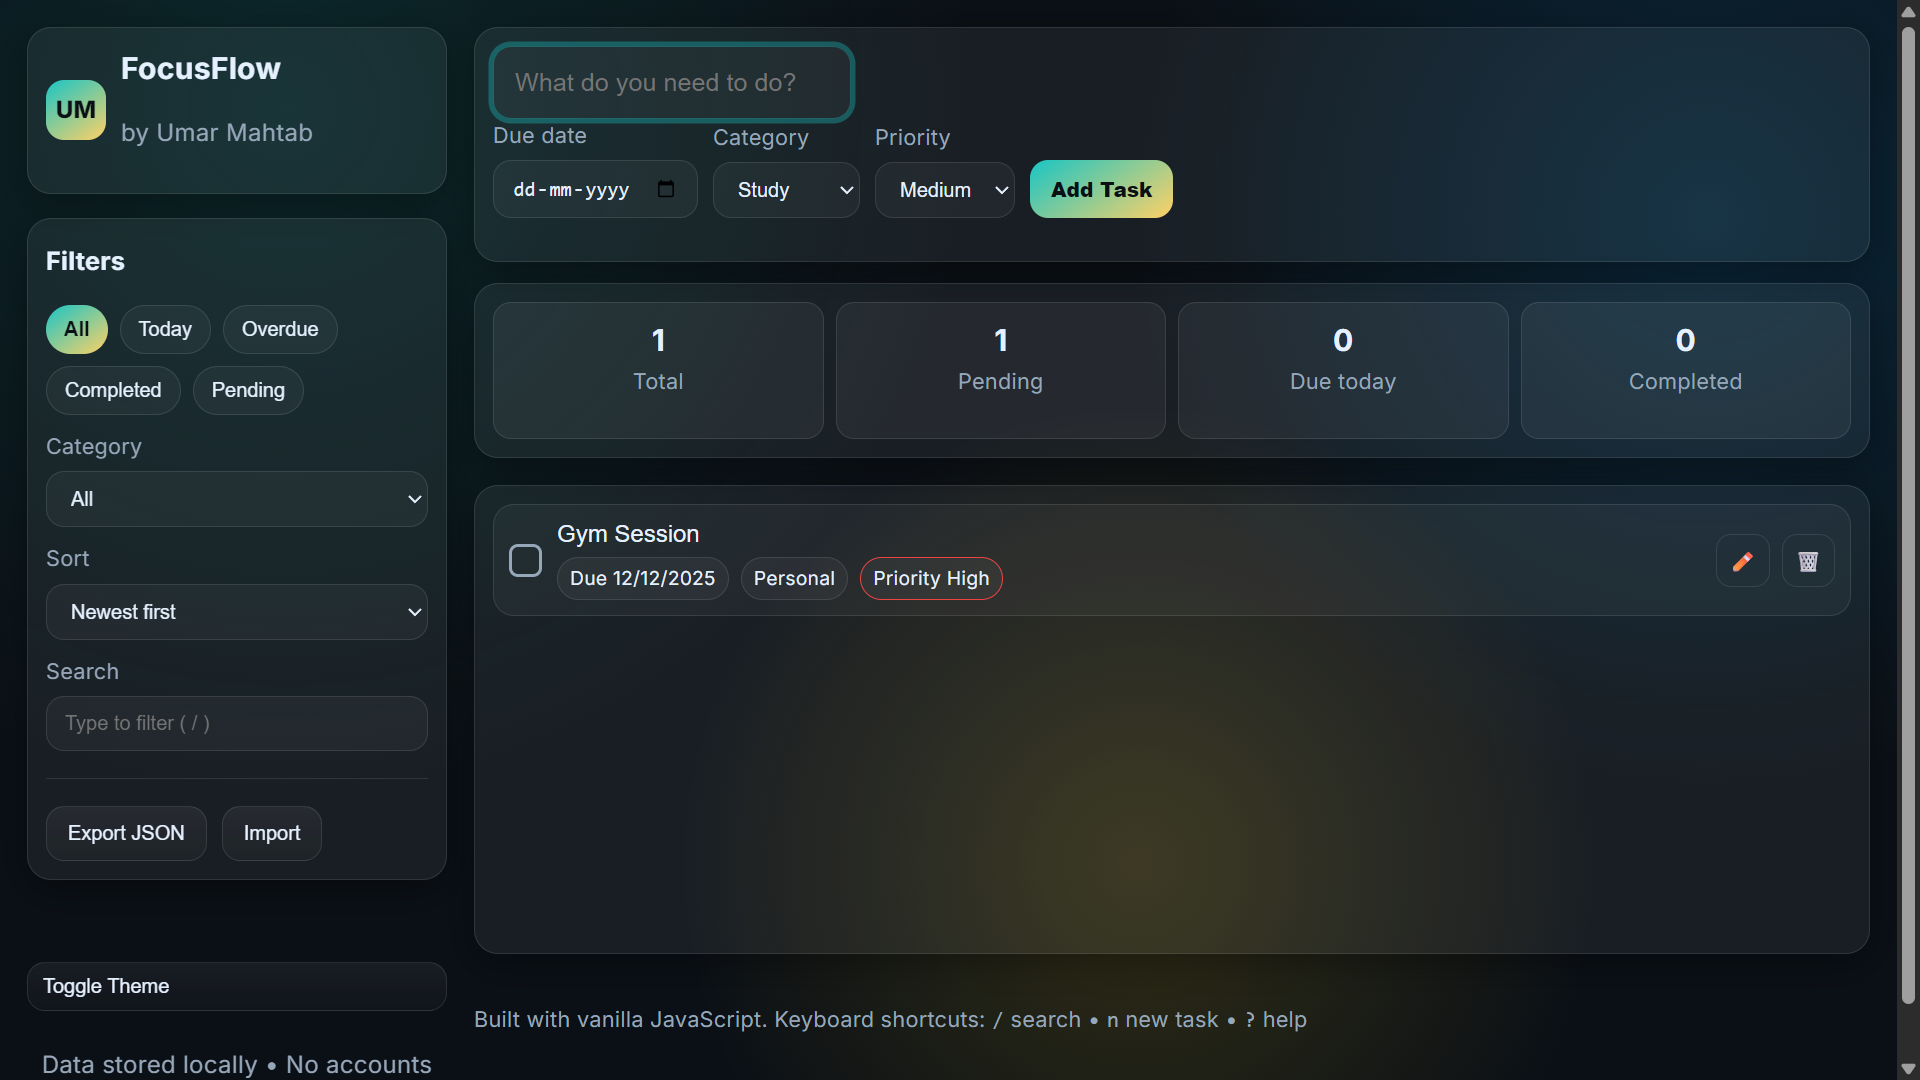 UM
FocusFlow
by Umar Mahtab
Filters
All
Today
Overdue
Completed
Pending
Category
All
Sort
Newest first
Search
Type to filter ( / )
Export JSON
Import
Toggle Theme
Data stored locally • No accounts
What do you need to do?
Due date
Category
Priority
dd-mm-yyyy
Study
Medium
Add Task
1
Total
1
Pending
0
Due today
0
Completed
Gym Session
Due 12/12/2025
Personal
Priority High
Built with vanilla JavaScript. Keyboard shortcuts: / search • n new task • ? help